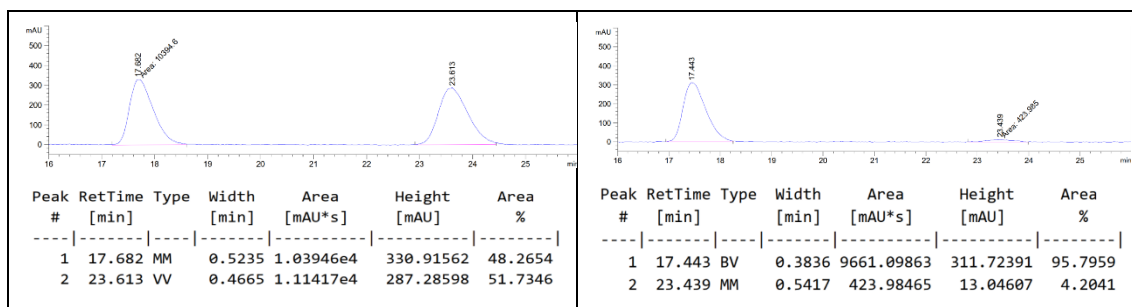 mAU
500
400
300
200
100
0
17.682
Area: 10394.6
23.613
16 17 18 19 20 21 22 23 24 25 min
Peak RetTime Type Width Area Height Area
# [min] [min] [mAU*s] [mAU] %
----|-------|----|-------|----------|----------|--------|
1 17.682 MM 0.5235 1.03946e4 330.91562 48.2654
2 23.613 VV 0.4665 1.11417e4 287.28598 51.7346
mAU
500
400
300
200
100
0
17.443
23.439
Area: 423.985
16 17 18 19 20 21 22 23 24 25 min
Peak RetTime Type Width Area Height Area
# [min] [min] [mAU*s] [mAU] %
----|-------|----|-------|----------|----------|--------|
1 17.443 BV 0.3836 9661.09863 311.72391 95.7959
2 23.439 MM 0.5417 423.98465 13.04607 4.2041